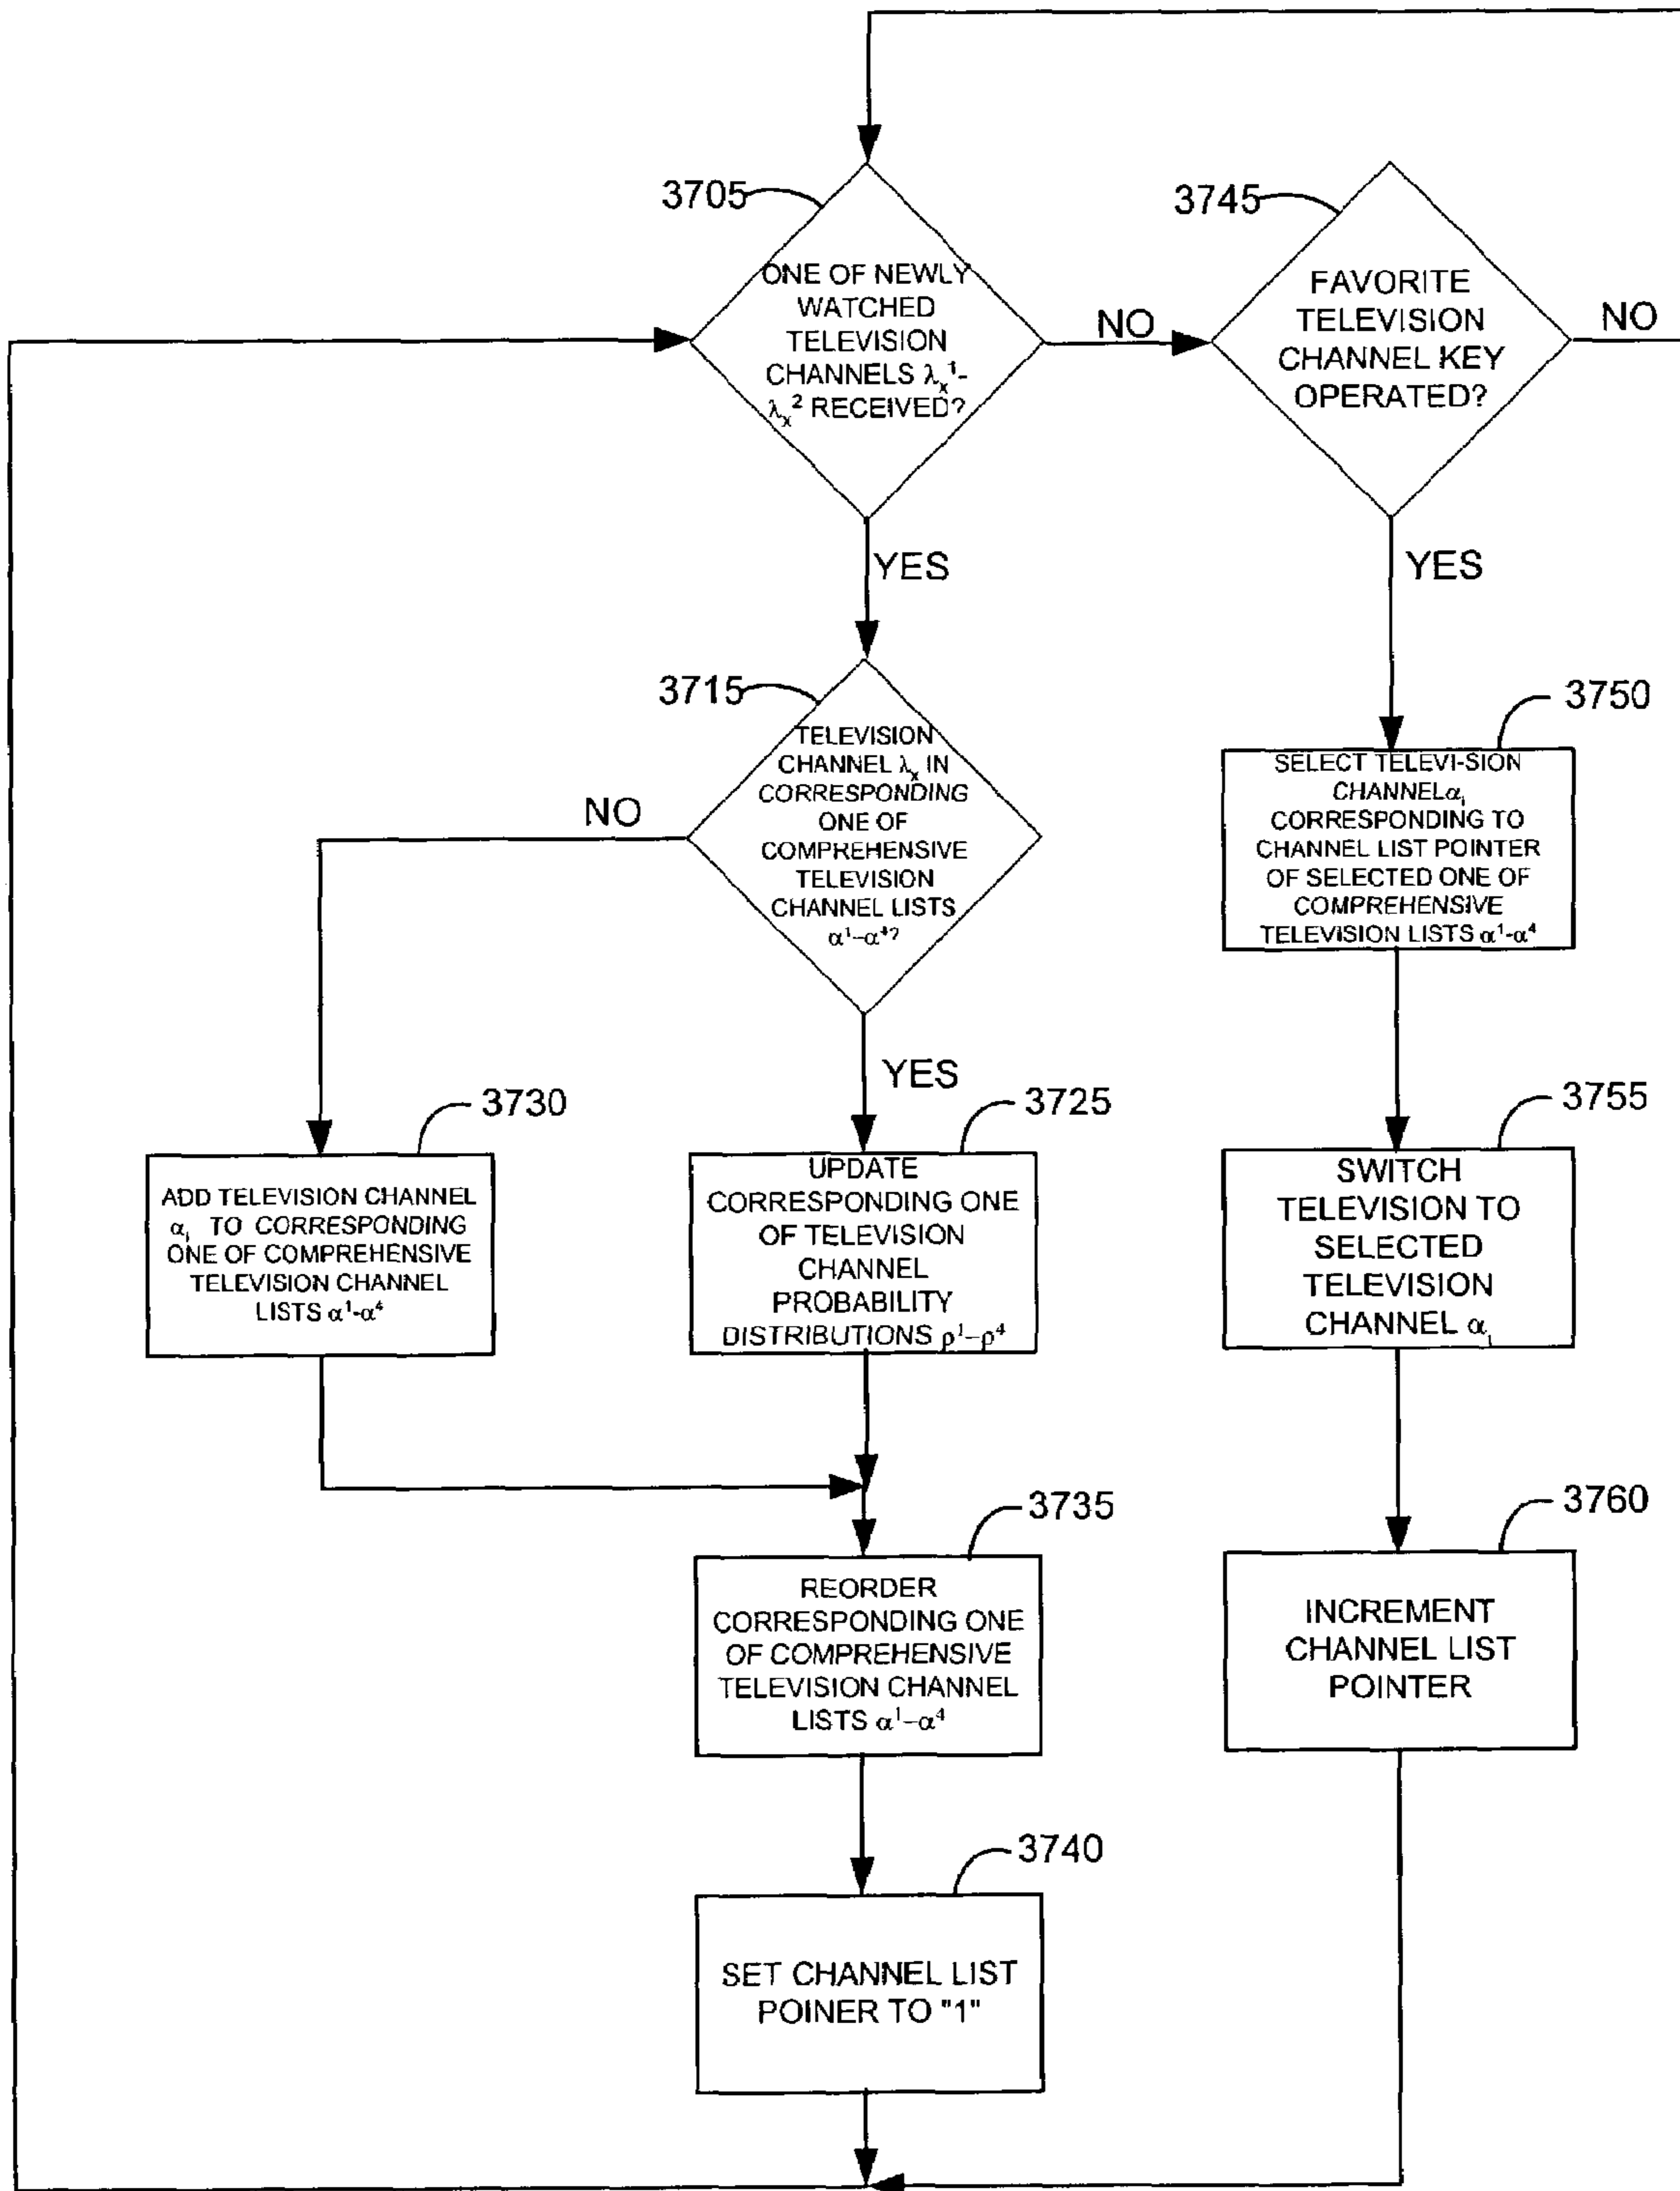 3705
ONE OF NEWLY
WATCHED
TELEVISION
CHANNELS λₓ¹-
λₓ² RECEIVED?
NO
YES
3745
FAVORITE
TELEVISION
CHANNEL KEY
OPERATED?
NO
YES
3715
TELEVISION
CHANNEL λₓ IN
CORRESPONDING
ONE OF
COMPREHENSIVE
TELEVISION
CHANNEL LISTS
α¹–α⁴?
NO
YES
3750
SELECT TELEVI-SION
CHANNELαᵢ
CORRESPONDING TO
CHANNEL LIST POINTER
OF SELECTED ONE OF
COMPREHENSIVE
TELEVISION LISTS α¹-α⁴
3730
ADD TELEVISION CHANNEL
αᵢ TO CORRESPONDING
ONE OF COMPREHENSIVE
TELEVISION CHANNEL
LISTS α¹-α⁴
3725
UPDATE
CORRESPONDING ONE
OF TELEVISION
CHANNEL
PROBABILITY
DISTRIBUTIONS ρ¹–ρ⁴
3755
SWITCH
TELEVISION TO
SELECTED
TELEVISION
CHANNEL αᵢ
3735
REORDER
CORRESPONDING ONE
OF COMPREHENSIVE
TELEVISION CHANNEL
LISTS α¹–α⁴
3760
INCREMENT
CHANNEL LIST
POINTER
3740
SET CHANNEL LIST
POINER TO "1"